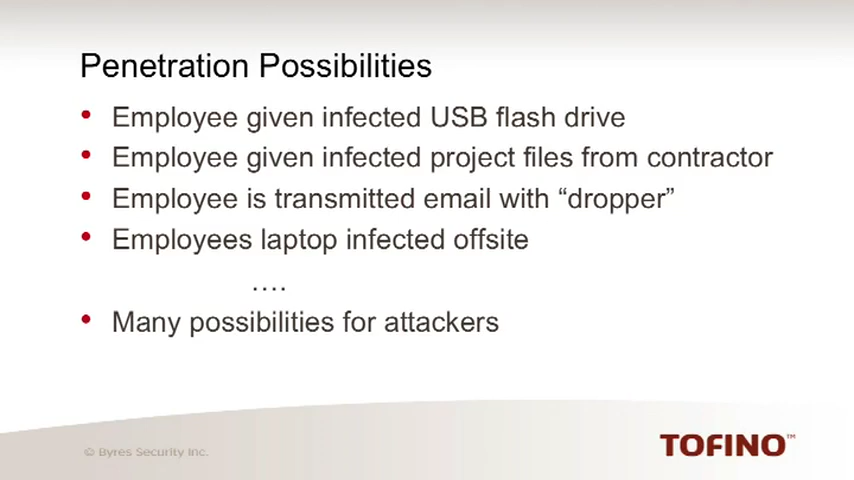 Penetration Possibilities
• Employee given infected USB flash drive
• Employee given infected project files from contractor
• Employee is transmitted email with “dropper”
• Employees laptop infected offsite
....
• Many possibilities for attackers
© Byres Security Inc.
TOFINO™